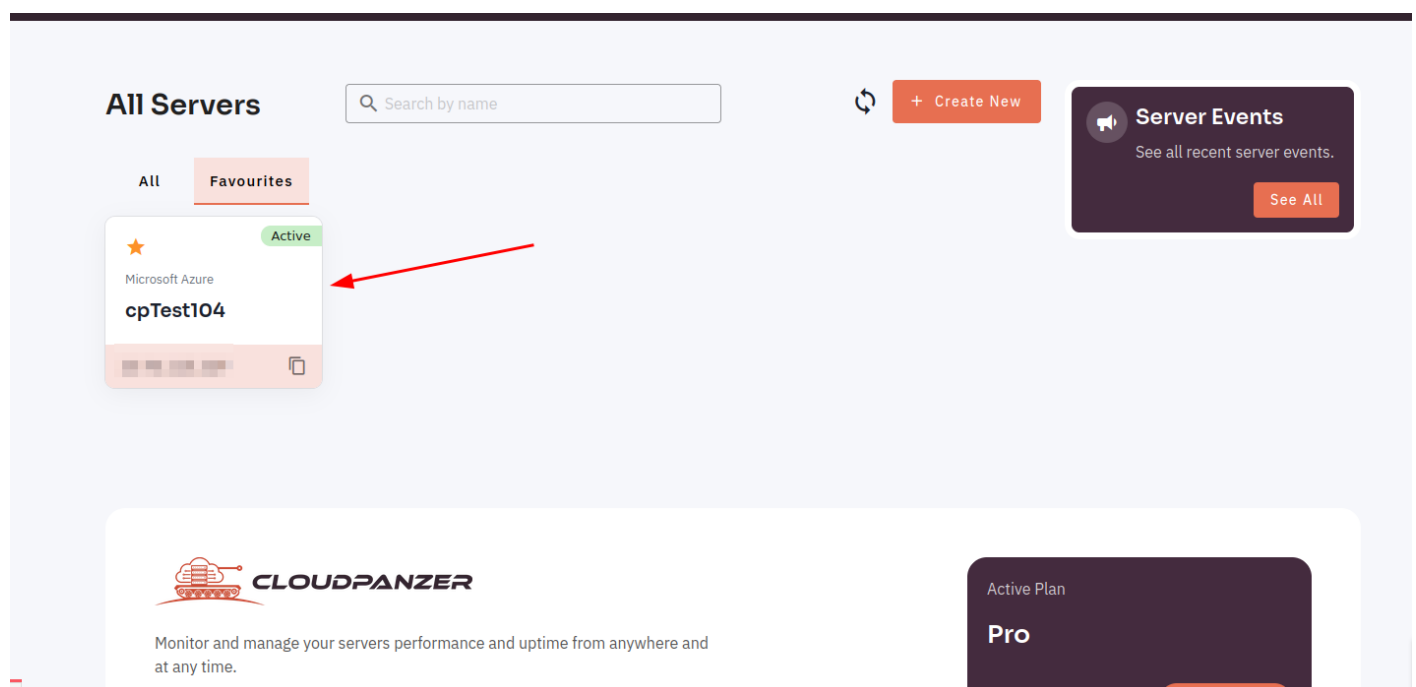 All Servers
Search by name
+ Create New
Server Events
See all recent server events.
See All
All
Favourites
Active
Microsoft Azure
cpTest104
CLOUDPANZER
Monitor and manage your servers performance and uptime from anywhere and
at any time.
Active Plan
Pro